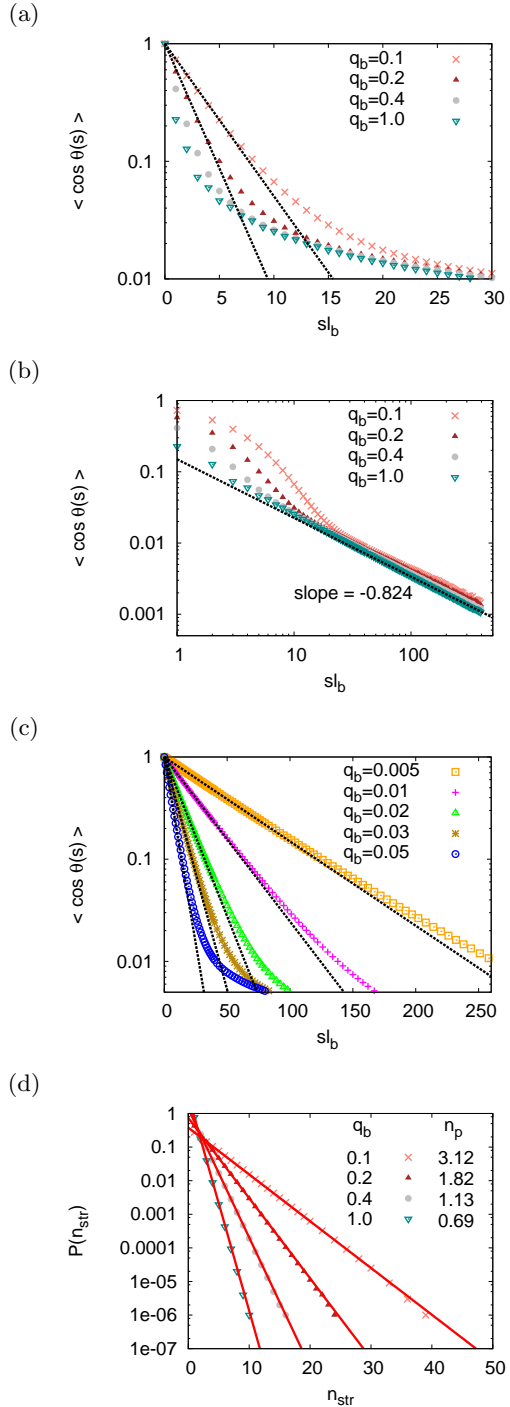 (a)
< cos θ(s) >
1
0.1
0.01
q_b=0.1
q_b=0.2
q_b=0.4
q_b=1.0
0 5 10 15 20 25 30
sl_b
(b)
< cos θ(s) >
1
0.1
0.01
0.001
q_b=0.1
q_b=0.2
q_b=0.4
q_b=1.0
slope = -0.824
1 10 100
sl_b
(c)
< cos θ(s) >
1
0.1
0.01
q_b=0.005
q_b=0.01
q_b=0.02
q_b=0.03
q_b=0.05
0 50 100 150 200 250
sl_b
(d)
P(n_str)
1
0.1
0.01
0.001
0.0001
1e-05
1e-06
1e-07
q_b n_p
0.1 3.12
0.2 1.82
0.4 1.13
1.0 0.69
0 10 20 30 40 50
n_str